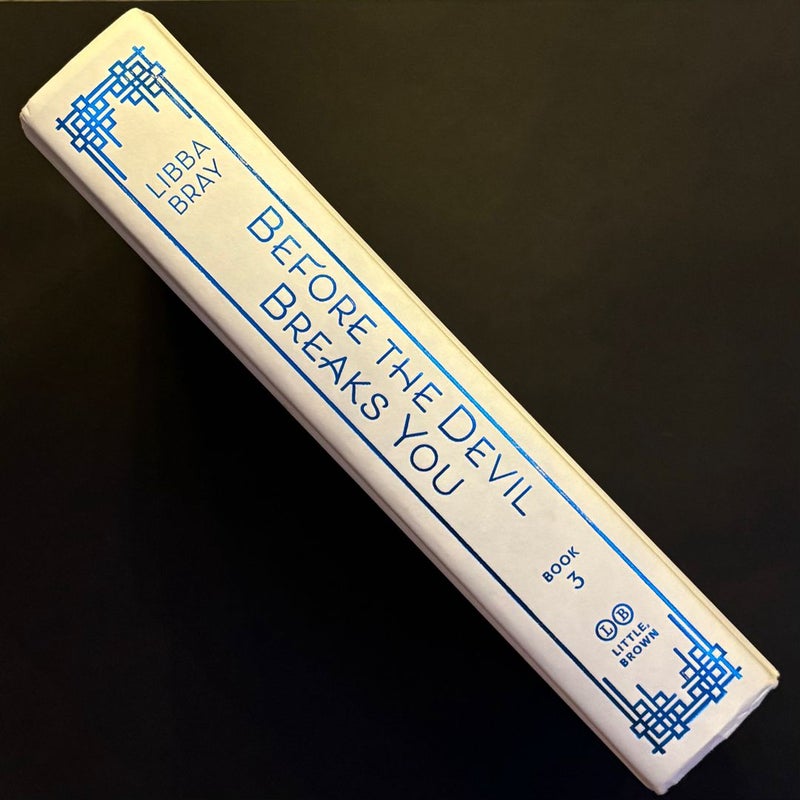 LIBBA
BRAY
BEFORE THE DEVIL
BREAKS YOU
BOOK
3
LB
LITTLE,
BROWN